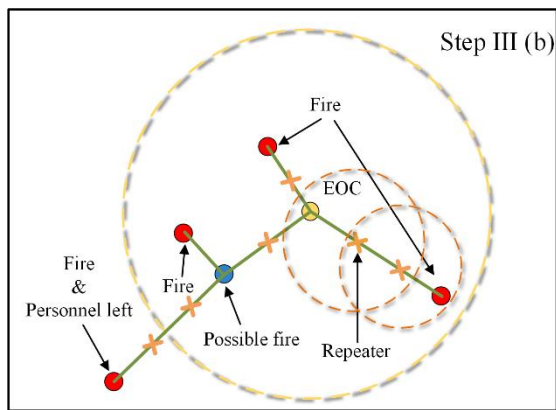 Step III (b)
Fire
EOC
Fire
&
Personnel left
Fire
Possible fire
Repeater